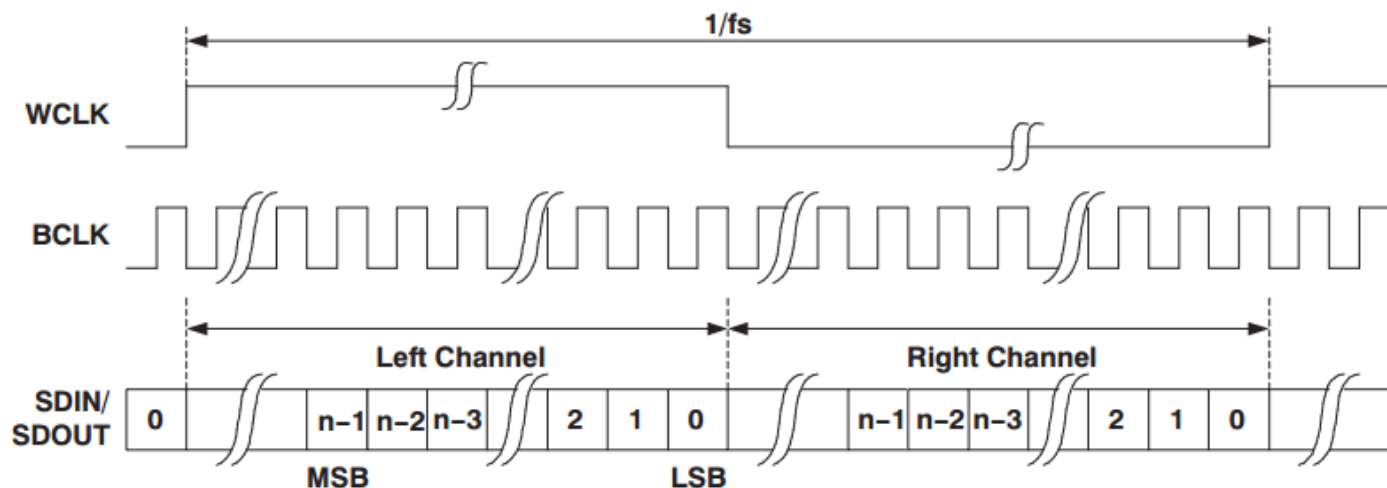 1/fs
WCLK
BCLK
Left Channel Right Channel
SDIN/
SDOUT
0 n−1 n−2 n−3 2 1 0 n−1 n−2 n−3 2 1 0
MSB LSB